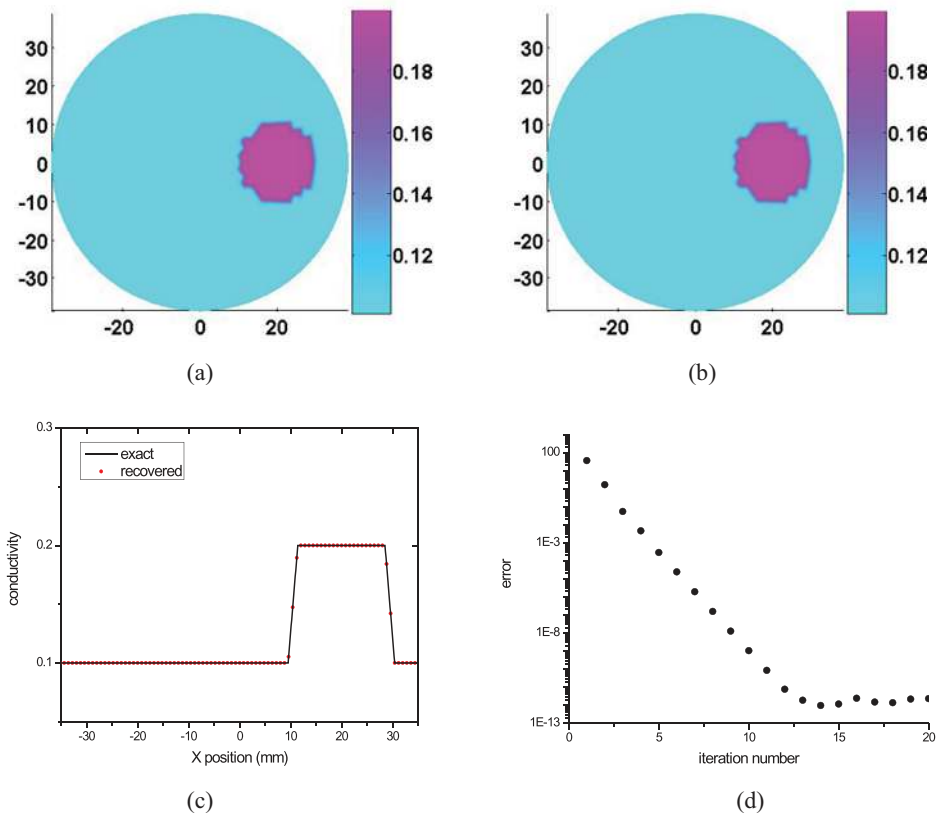 30
20
10
0
-10
-20
-30
-20 0 20
0.18
0.16
0.14
0.12
(a)
30
20
10
0
-10
-20
-30
-20 0 20
0.18
0.16
0.14
0.12
(b)
0.3
0.2
0.1
conductivity
exact
recovered
-30 -20 -10 0 10 20 30
X position (mm)
(c)
100
1E-3
1E-8
1E-13
error
0 5 10 15 20
iteration number
(d)